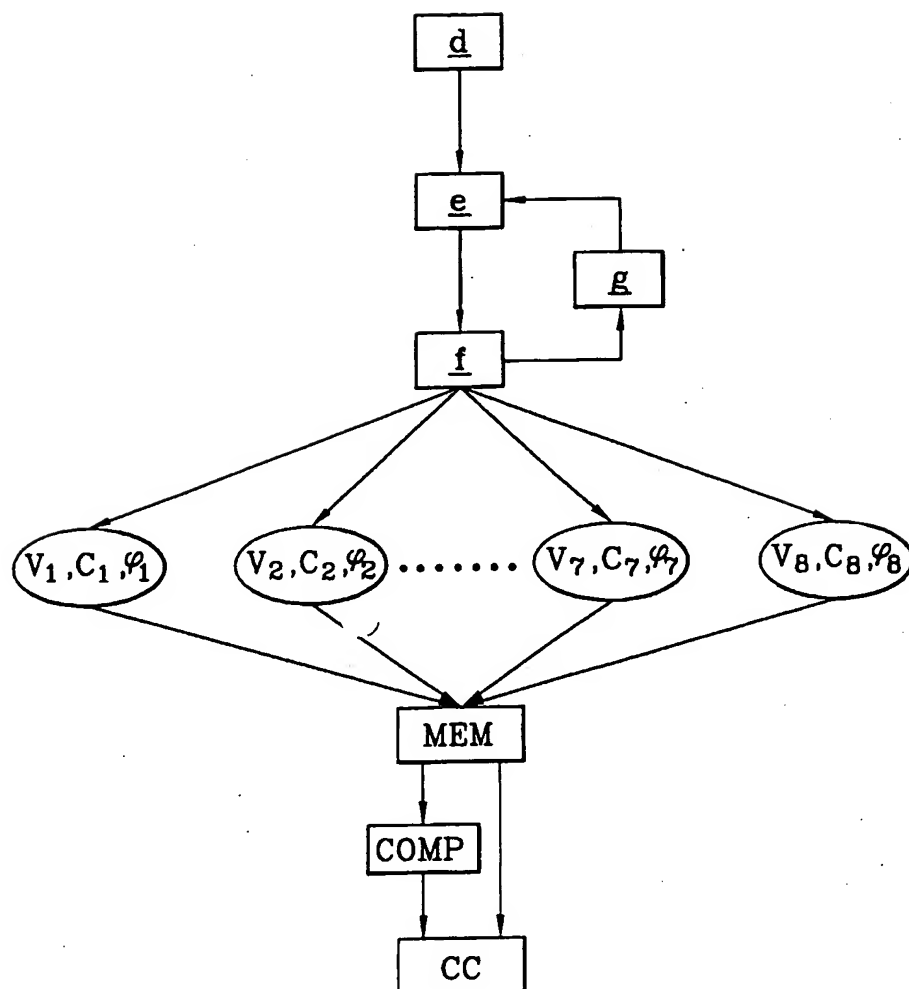 d
e
g
f
V₁,C₁,φ₁
V₂,C₂,φ₂ ....... V₇,C₇,φ₇
V₈,C₈,φ₈
MEM
COMP
CC